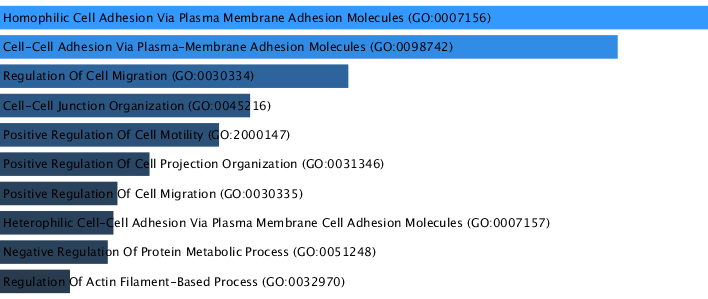 Homophilic Cell Adhesion Via Plasma Membrane Adhesion Molecules (GO:0007156)
Cell-Cell Adhesion Via Plasma-Membrane Adhesion Molecules (GO:0098742)
Regulation Of Cell Migration (GO:0030334)
Cell-Cell Junction Organization (GO:0045216)
Positive Regulation Of Cell Motility (GO:2000147)
Positive Regulation Of Cell Projection Organization (GO:0031346)
Positive Regulation Of Cell Migration (GO:0030335)
Heterophilic Cell-Cell Adhesion Via Plasma Membrane Cell Adhesion Molecules (GO:0007157)
Negative Regulation Of Protein Metabolic Process (GO:0051248)
Regulation Of Actin Filament-Based Process (GO:0032970)